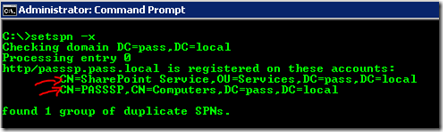 Administrator: Command Prompt
C:\>setspn -x
Checking domain DC=pass,DC=local
Processing entry 0
http/passsp.pass.local is registered on these accounts:
CN=SharePoint Service,OU=Services,DC=pass,DC=local
CN=PASSSP,CN=Computers,DC=pass,DC=local
found 1 group of duplicate SPNs.